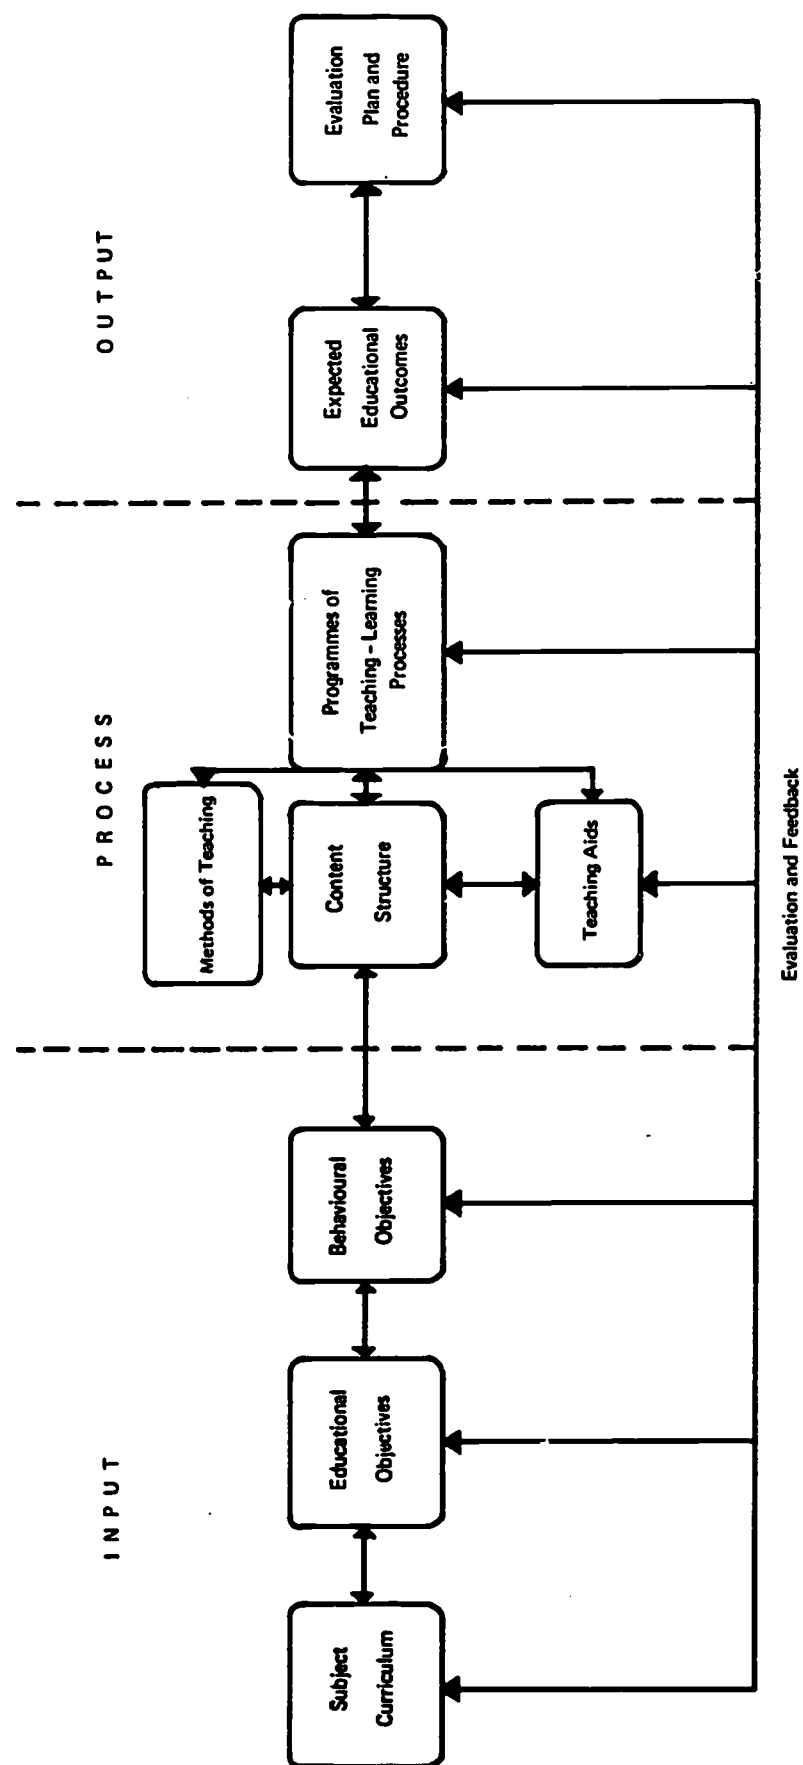 INPUT
PROCESS
OUTPUT
Subject
Curriculum
Educational
Objectives
Behavioural
Objectives
Methods of Teaching
Content
Structure
Teaching Aids
Programmes of
Teaching - Learning
Processes
Expected
Educational
Outcomes
Evaluation
Plan and
Procedure
Evaluation and Feedback